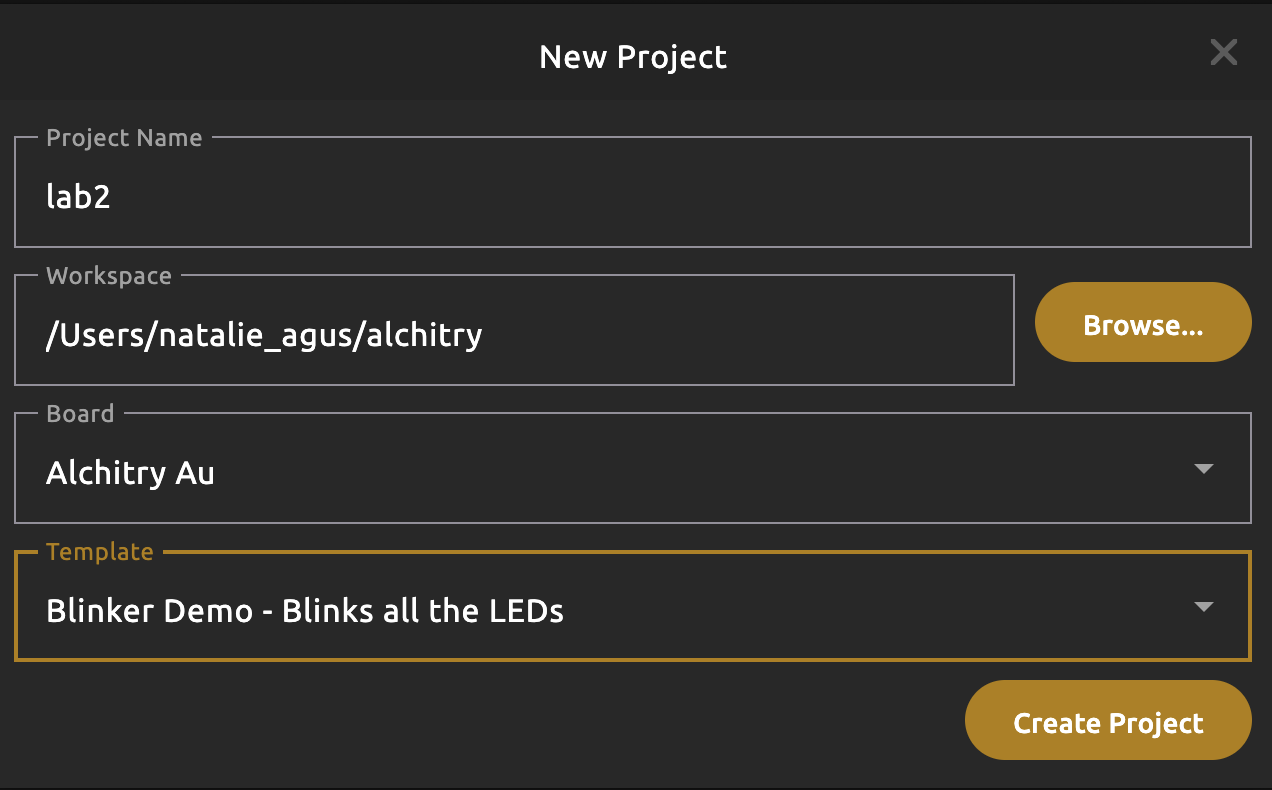 New Project
Project Name
lab2
Workspace
/Users/natalie_agus/alchitry
Browse...
Board
Alchitry Au
Template
Blinker Demo - Blinks all the LEDs
Create Project